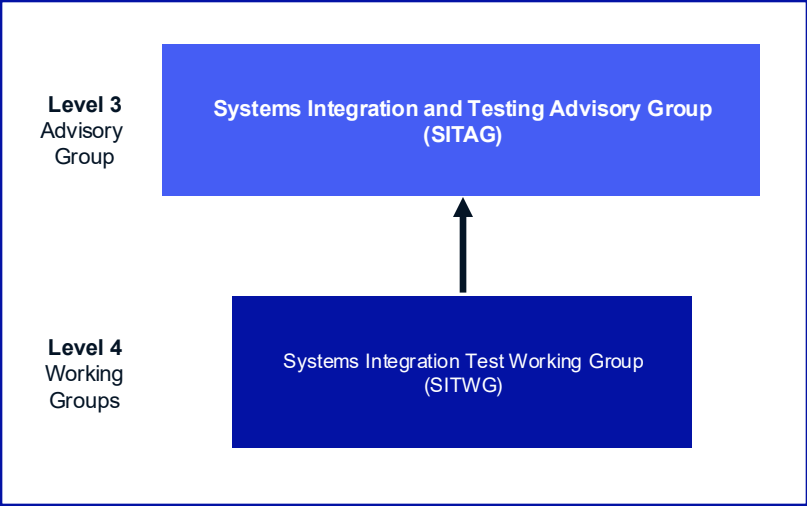 Level 3
Advisory
Group
Systems Integration and Testing Advisory Group
(SITAG)
Level 4
Working
Groups
Systems Integration Test Working Group
(SITWG)